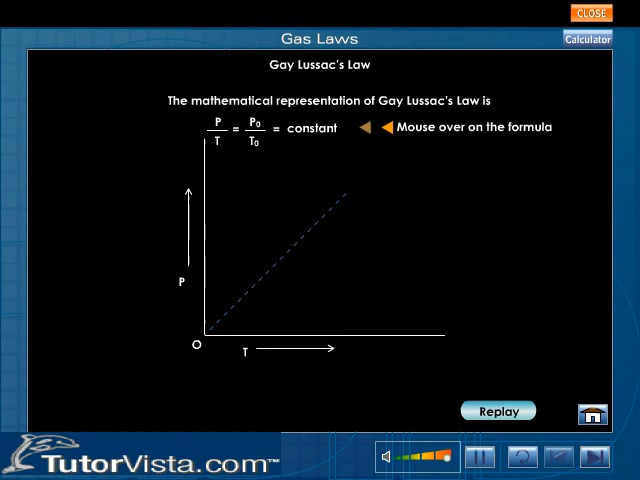 CLOSE
Gas Laws
Calculator
Gay Lussac's Law
The mathematical representation of Gay Lussac's Law is
P/T = P₀/T₀ = constant
Mouse over on the formula
P
O
T
Replay
TutorVista.com™